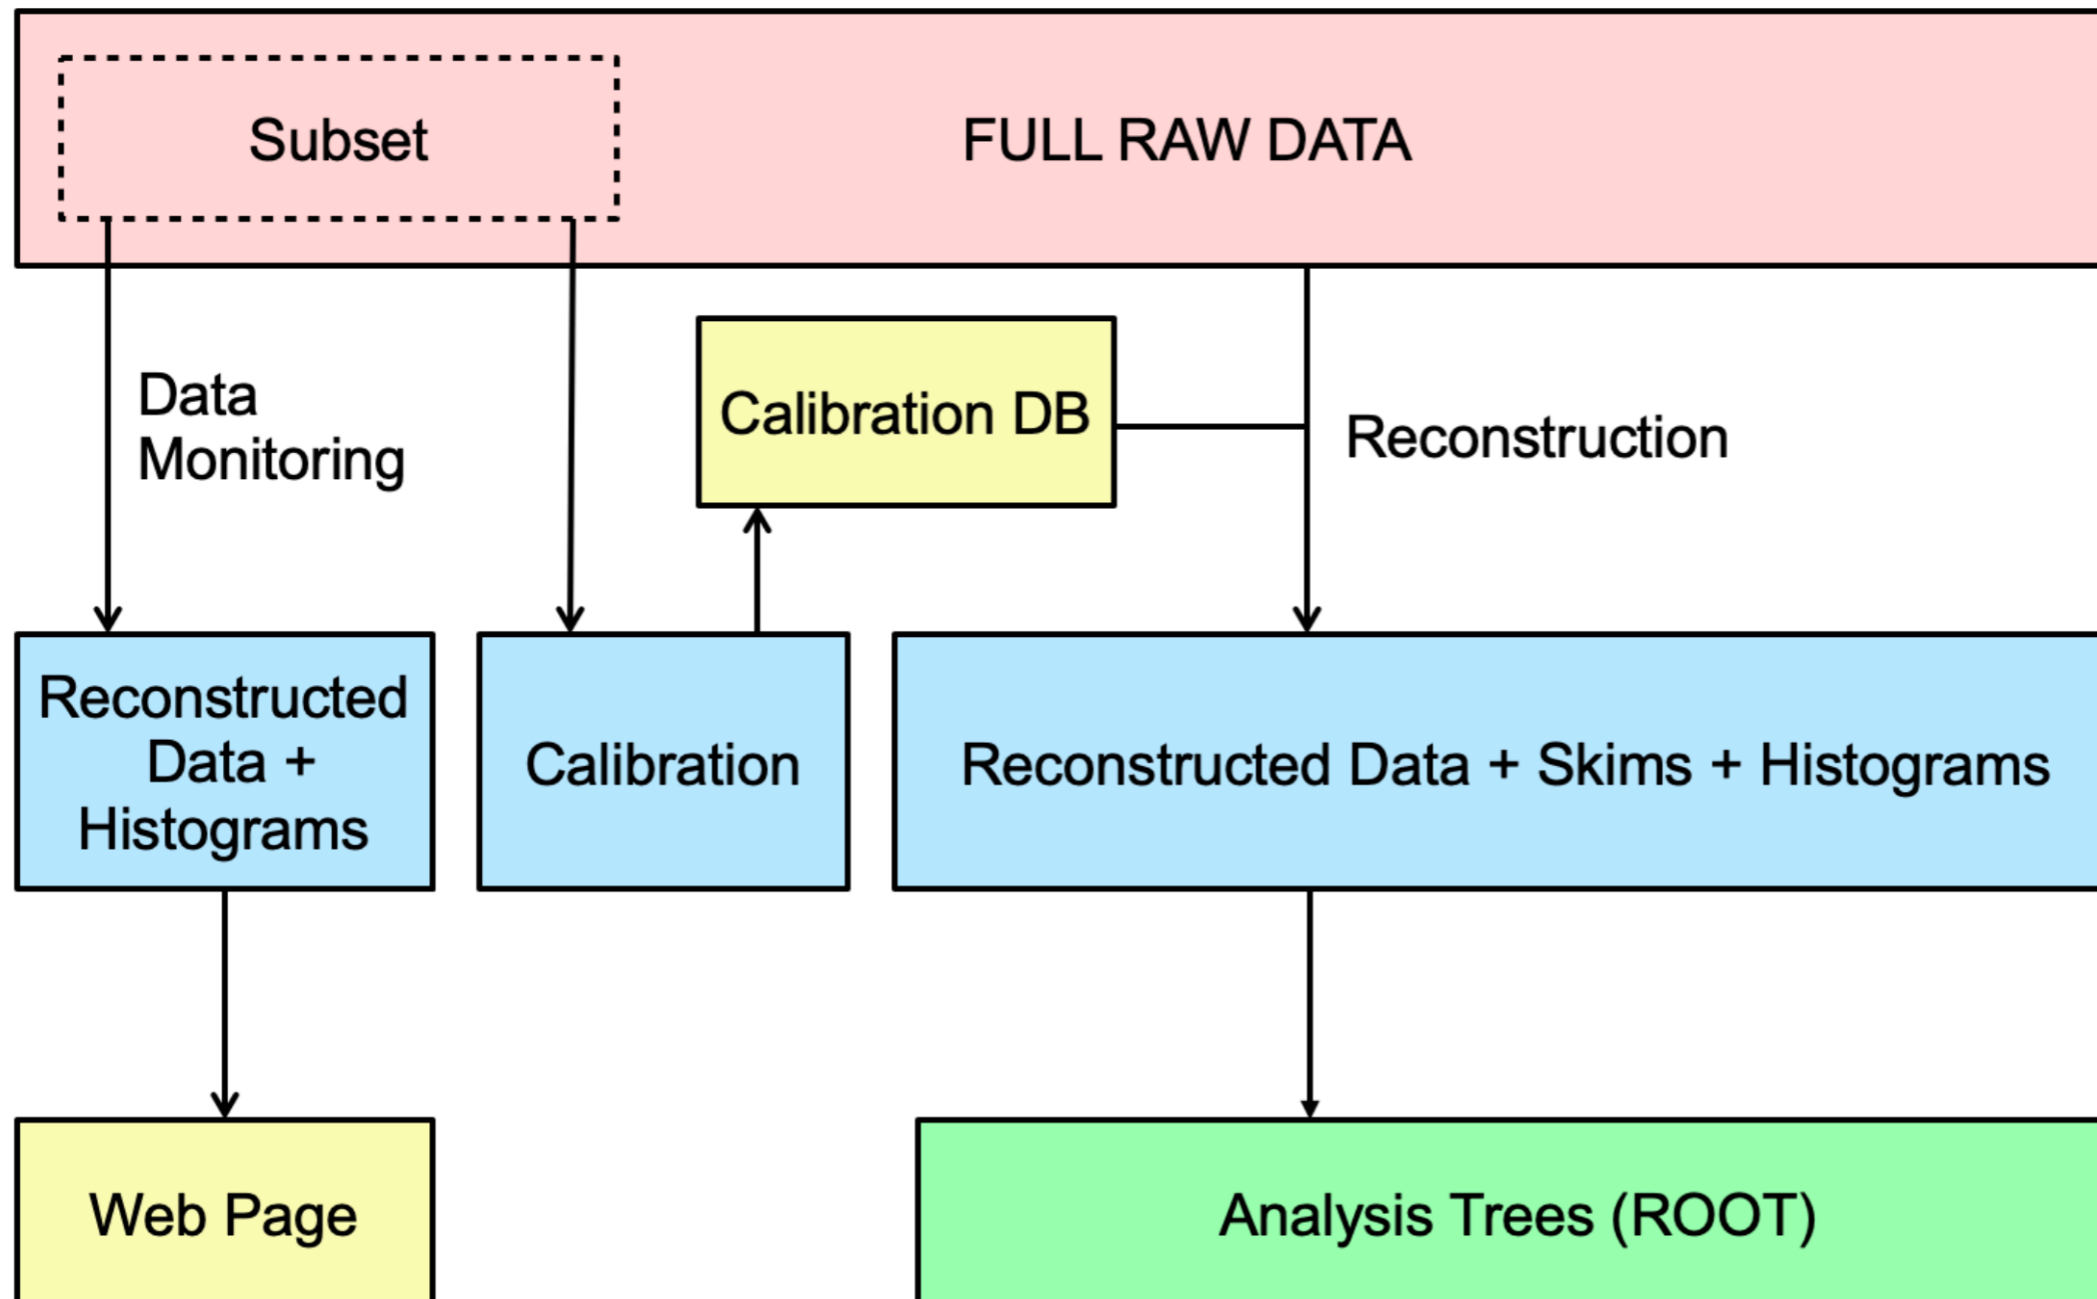 Subset
FULL RAW DATA
Data
Monitoring
Calibration DB
Reconstruction
Reconstructed
Data +
Histograms
Calibration
Reconstructed Data + Skims + Histograms
Web Page
Analysis Trees (ROOT)